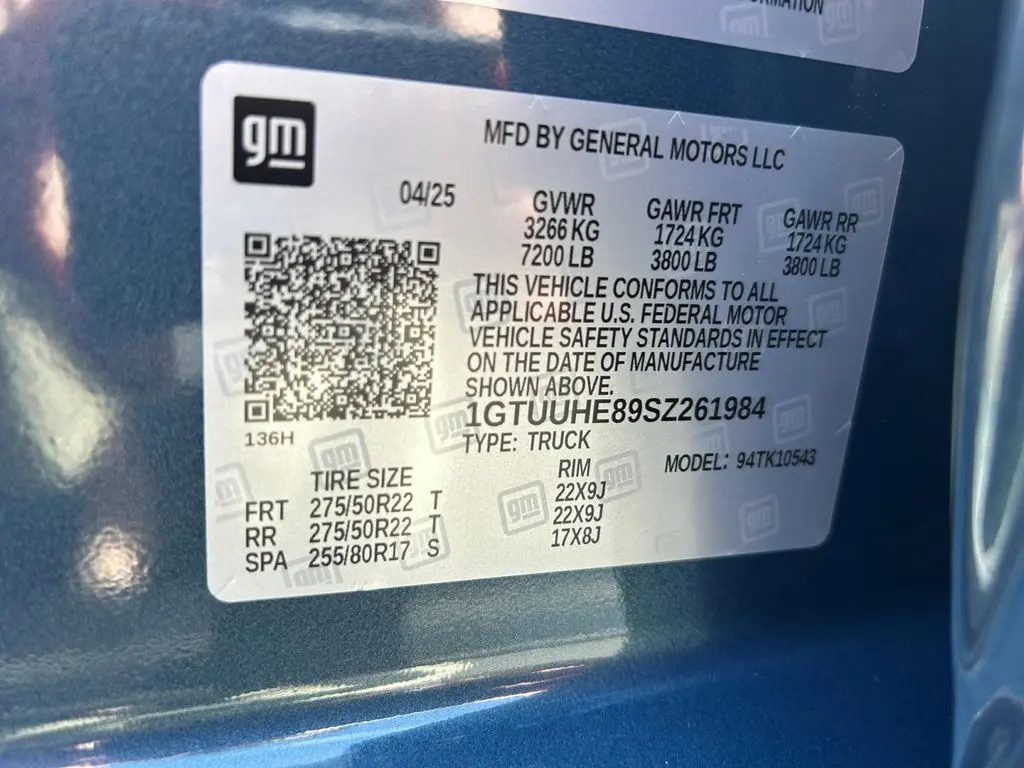 gm
MFD BY GENERAL MOTORS LLC
04/25
GVWR GAWR FRT GAWR RR
3266 KG 1724 KG 1724 KG
7200 LB 3800 LB 3800 LB
THIS VEHICLE CONFORMS TO ALL
APPLICABLE U.S. FEDERAL MOTOR
VEHICLE SAFETY STANDARDS IN EFFECT
ON THE DATE OF MANUFACTURE
SHOWN ABOVE.
1GTUUHE89SZ261984
136H
TYPE: TRUCK
MODEL: 94TK10543
TIRE SIZE RIM
FRT 275/50R22 T 22X9J
RR 275/50R22 T 22X9J
SPA 255/80R17 S 17X8J